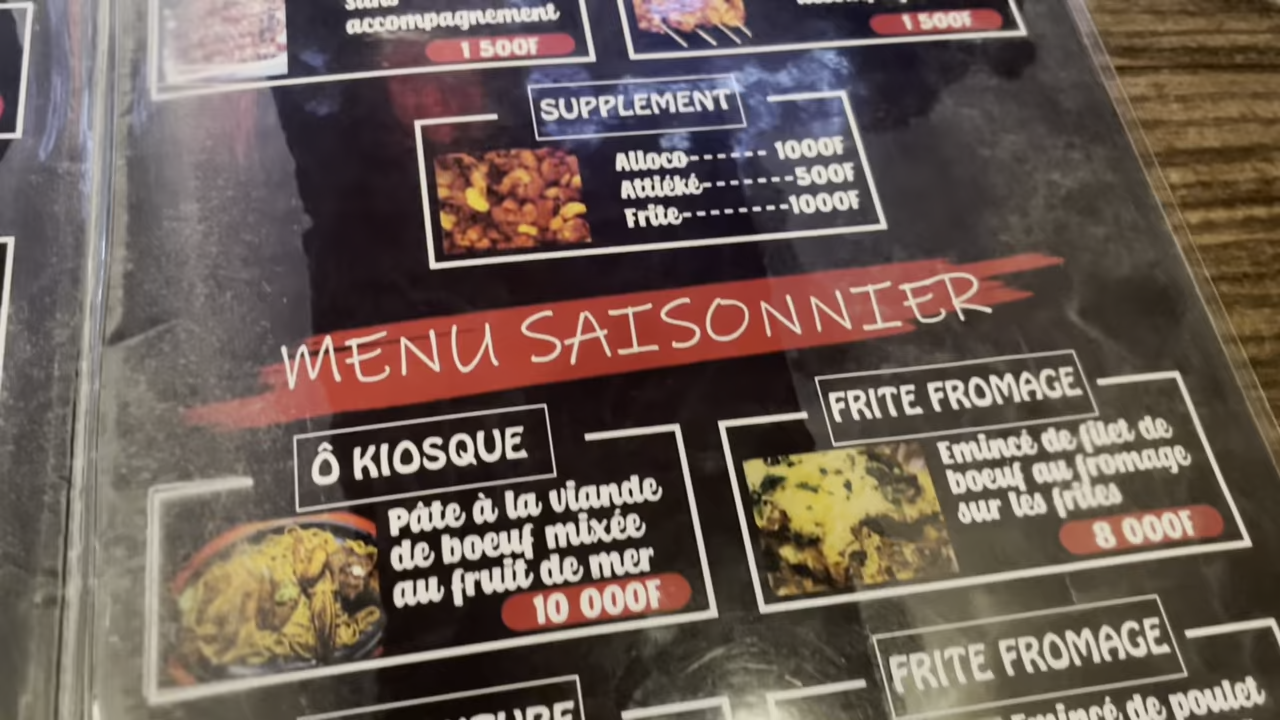 accompagnement
1 500F
1 500F
SUPPLEMENT
Alloco------ 1000F
Attiéké-------500F
Frite--------1000F
MENU SAISONNIER
Ô KIOSQUE
Pâte à la viande
de boeuf mixée
au fruit de mer
10 000F
FRITE FROMAGE
Emincé de filet de
boeuf au fromage
sur les frites
8 000F
FRITE FROMAGE
Emincé de poulet